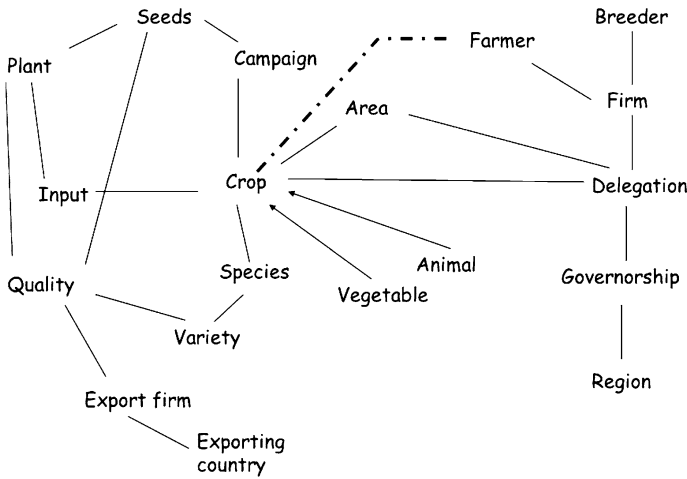 Seeds
Breeder
Farmer
Plant
Campaign
Area
Firm
Input
Crop
Delegation
Species
Animal
Quality
Vegetable
Governorship
Variety
Region
Export firm
Exporting
country